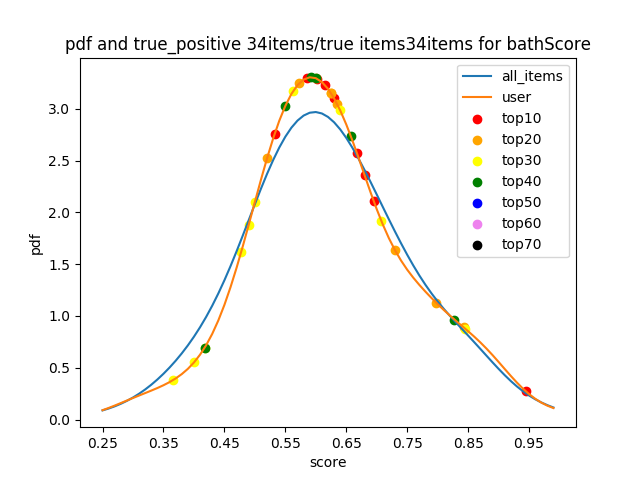 pdf and true_positive 34items/true items34items for bathScore
all_items
user
top10
top20
top30
top40
top50
top60
top70
pdf
3.0
2.5
2.0
1.5
1.0
0.5
0.0
0.25 0.35 0.45 0.55 0.65 0.75 0.85 0.95
score